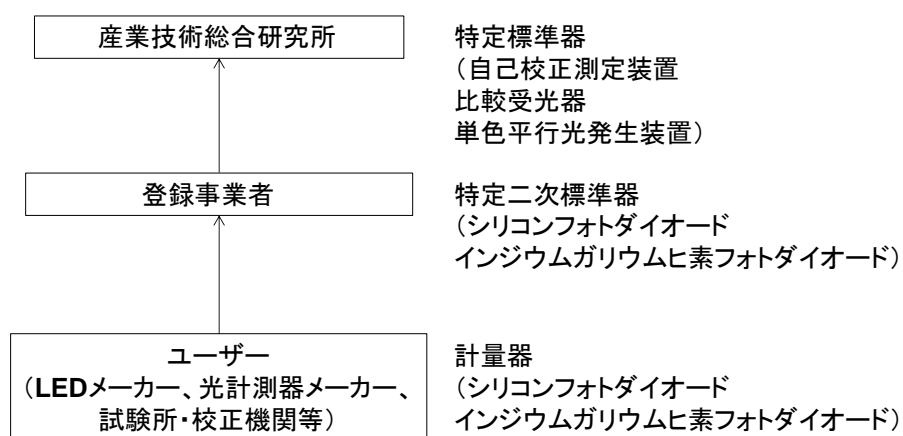 産業技術総合研究所
特定標準器
（自己校正測定装置
比較受光器
単色平行光発生装置）
登録事業者
特定二次標準器
（シリコンフォトダイオード
インジウムガリウムヒ素フォトダイオード）
ユーザー
（LEDメーカー、光計測器メーカー、
試験所・校正機関等）
計量器
（シリコンフォトダイオード
インジウムガリウムヒ素フォトダイオード）